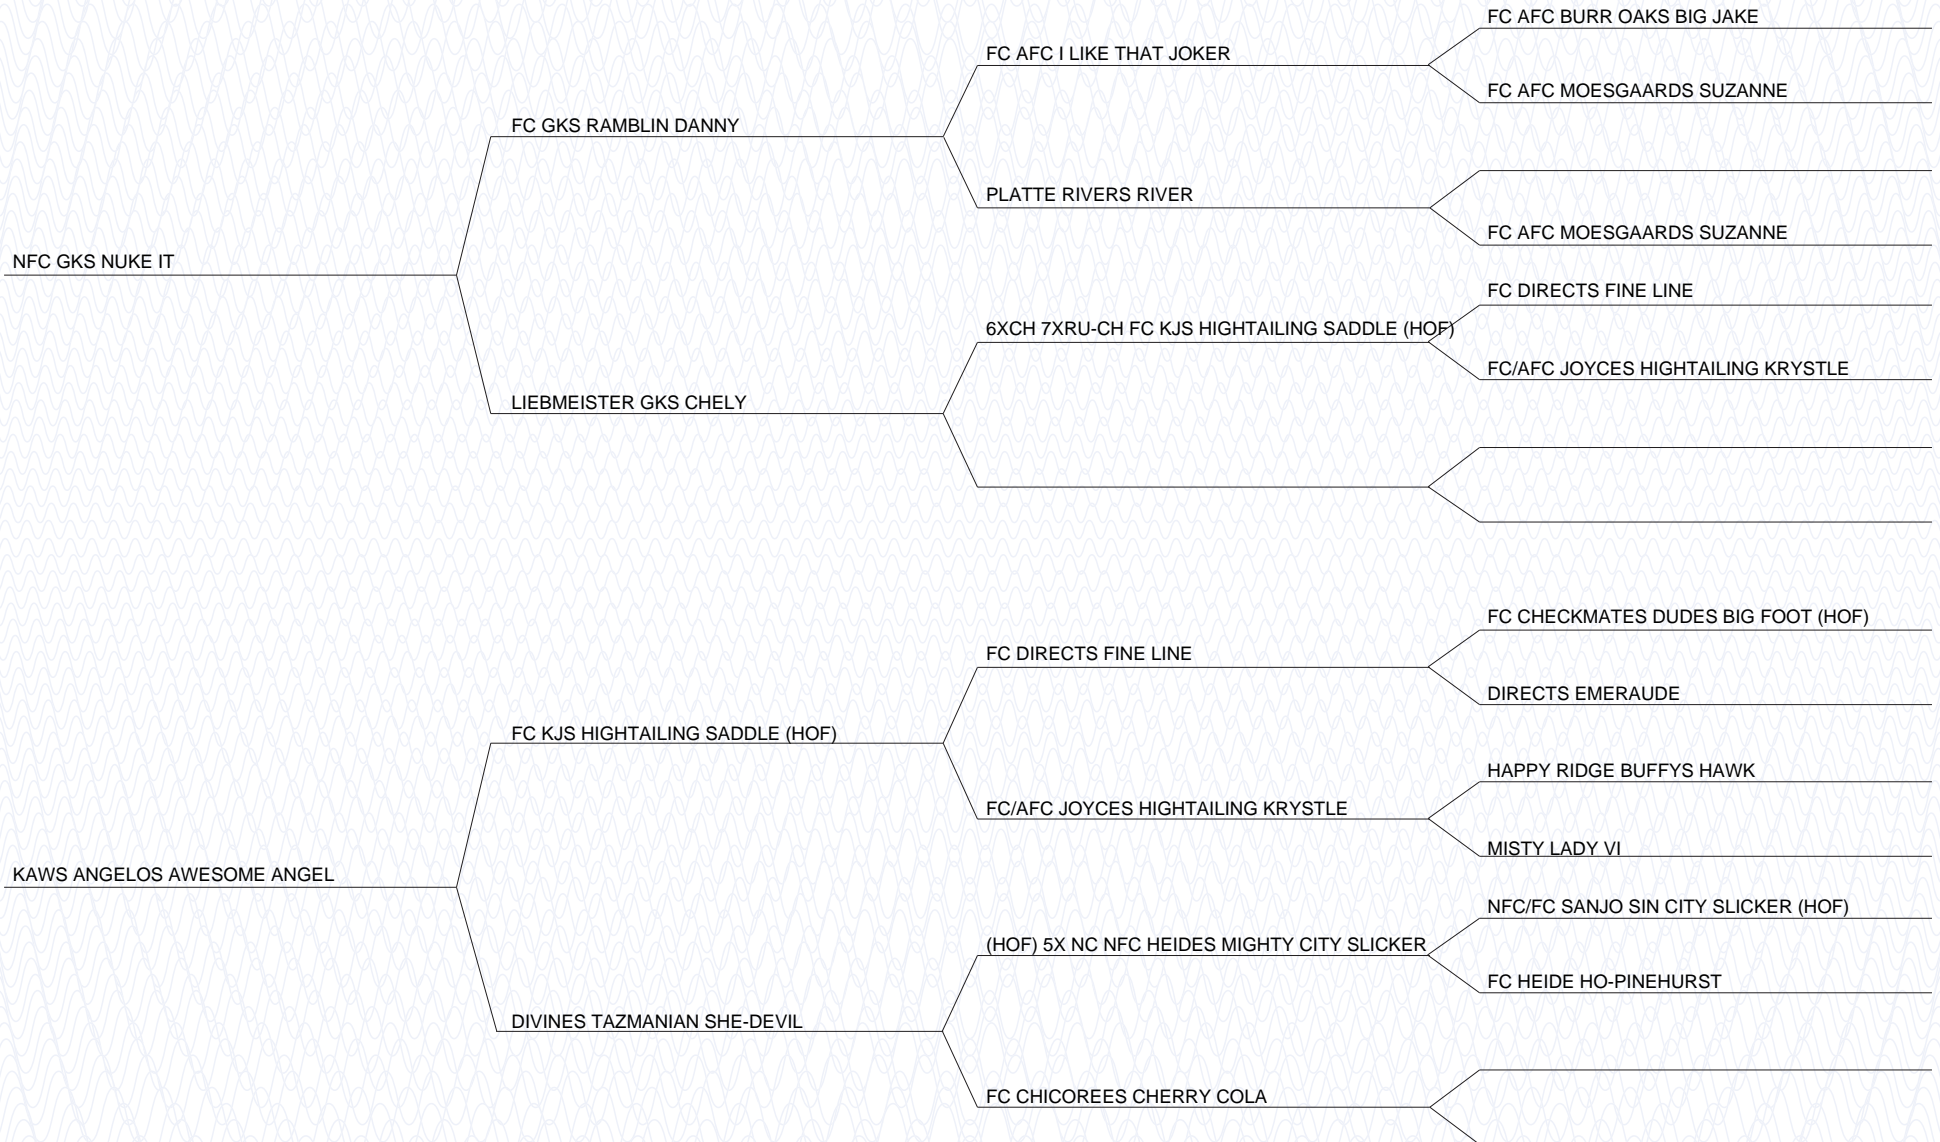 FC AFC BURR OAKS BIG JAKE
FC AFC I LIKE THAT JOKER
FC AFC MOESGAARDS SUZANNE
FC GKS RAMBLIN DANNY
PLATTE RIVERS RIVER
FC AFC MOESGAARDS SUZANNE
NFC GKS NUKE IT
FC DIRECTS FINE LINE
6XCH 7XRU-CH FC KJS HIGHTAILING SADDLE (HOF)
FC/AFC JOYCES HIGHTAILING KRYSTLE
LIEBMEISTER GKS CHELY
FC CHECKMATES DUDES BIG FOOT (HOF)
FC DIRECTS FINE LINE
DIRECTS EMERAUDE
FC KJS HIGHTAILING SADDLE (HOF)
HAPPY RIDGE BUFFYS HAWK
FC/AFC JOYCES HIGHTAILING KRYSTLE
MISTY LADY VI
KAWS ANGELOS AWESOME ANGEL
NFC/FC SANJO SIN CITY SLICKER (HOF)
(HOF) 5X NC NFC HEIDES MIGHTY CITY SLICKER
FC HEIDE HO-PINEHURST
DIVINES TAZMANIAN SHE-DEVIL
FC CHICOREES CHERRY COLA